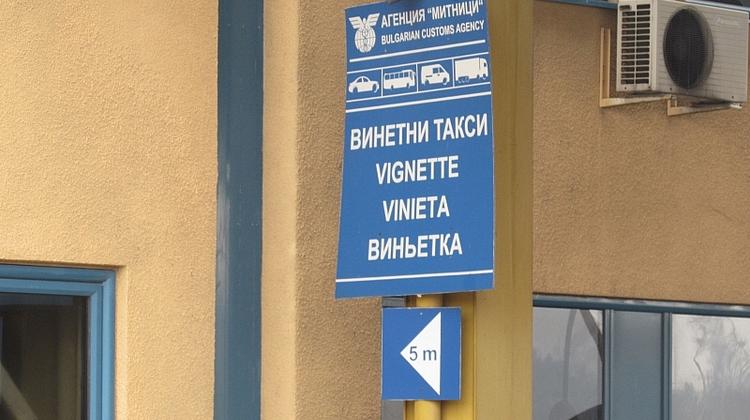 АГЕНЦИЯ "МИТНИЦИ"
BULGARIAN CUSTOMS AGENCY
ВИНЕТНИ ТАКСИ
VIGNETTE
VINIETA
ВИНЬЕТКА
5 m